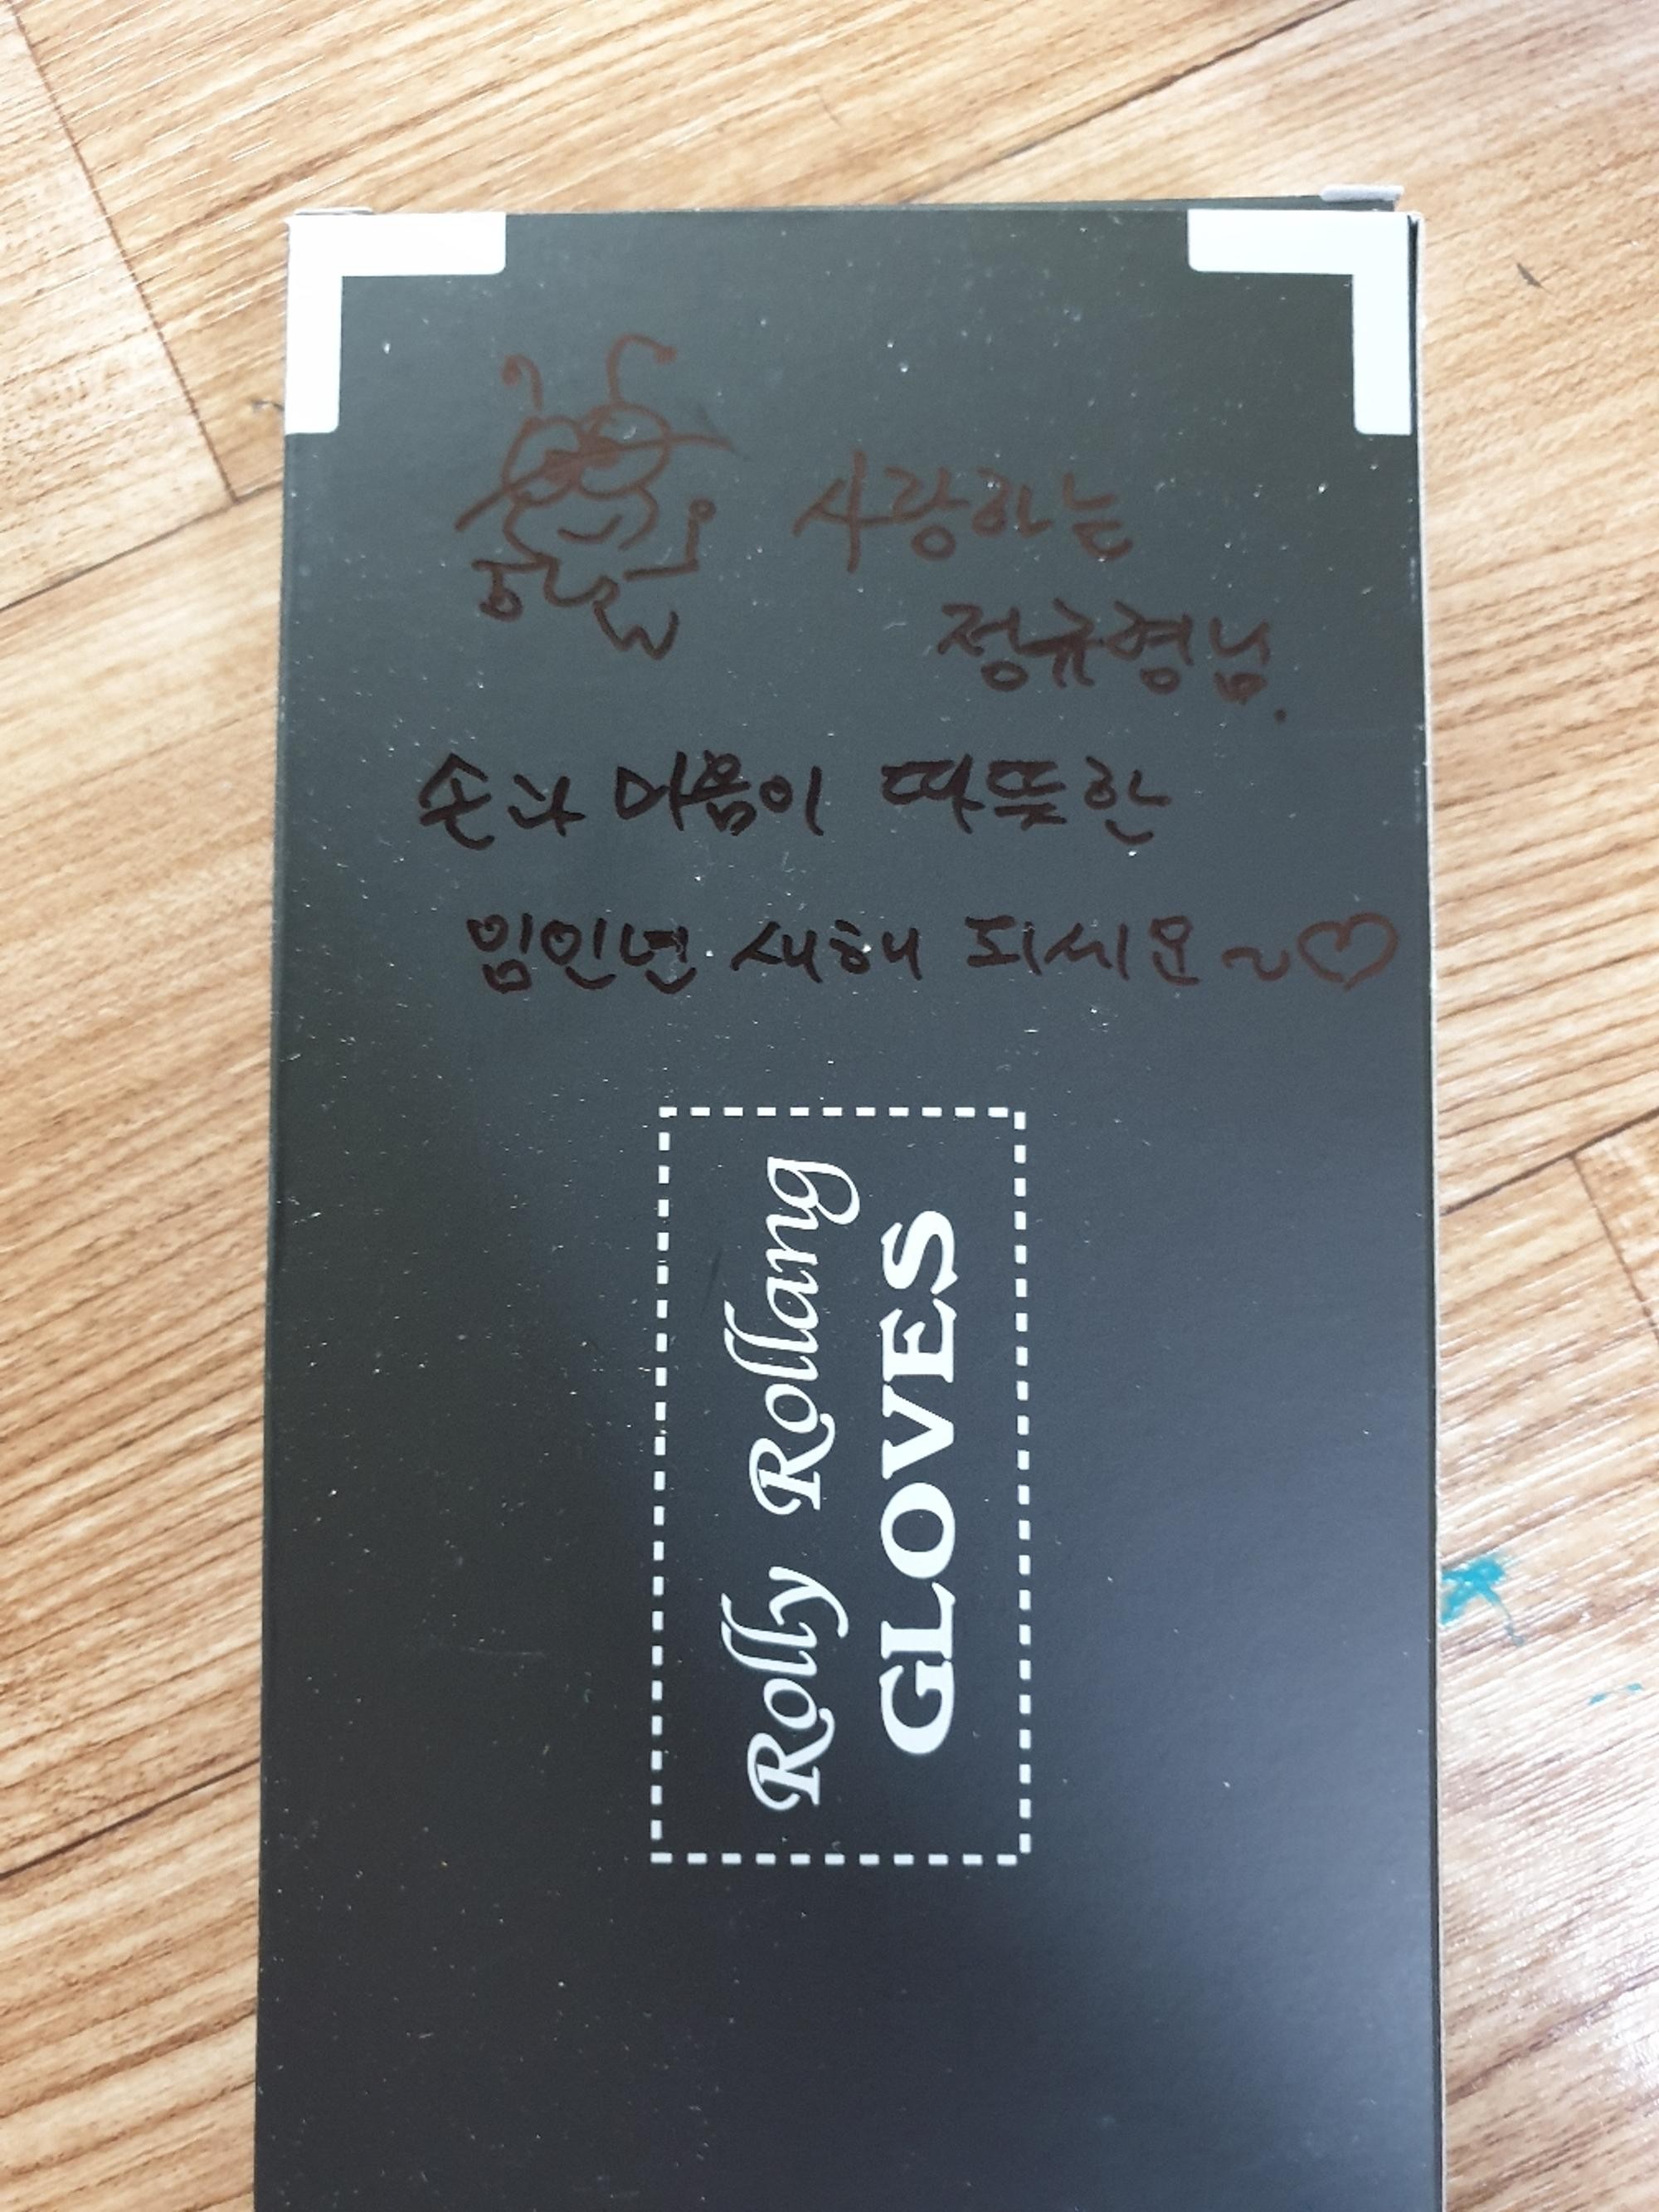 사랑하는
정규형님.
손과 마음이 따뜻한
임인년 새해 되세요~♡
Rolly Rollang
GLOVES